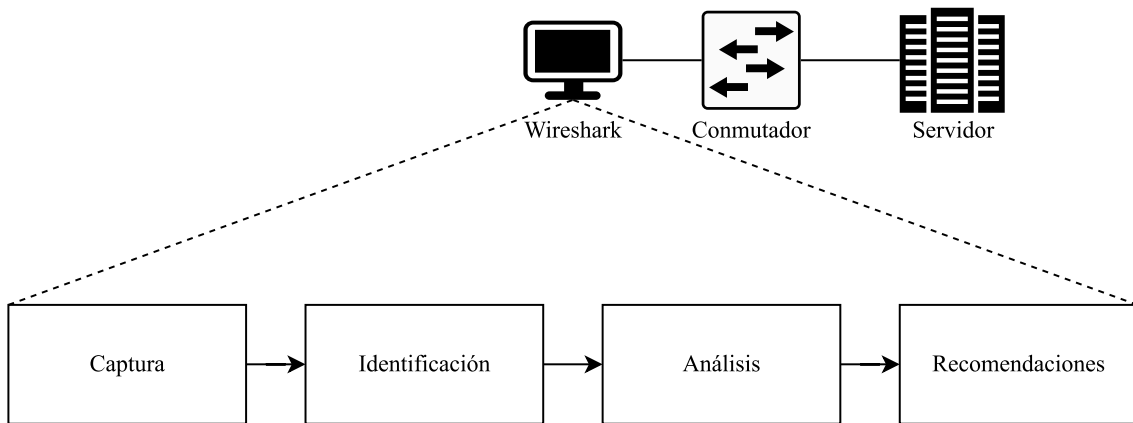 Wireshark
Conmutador
Servidor
Captura
Identificación
Análisis
Recomendaciones